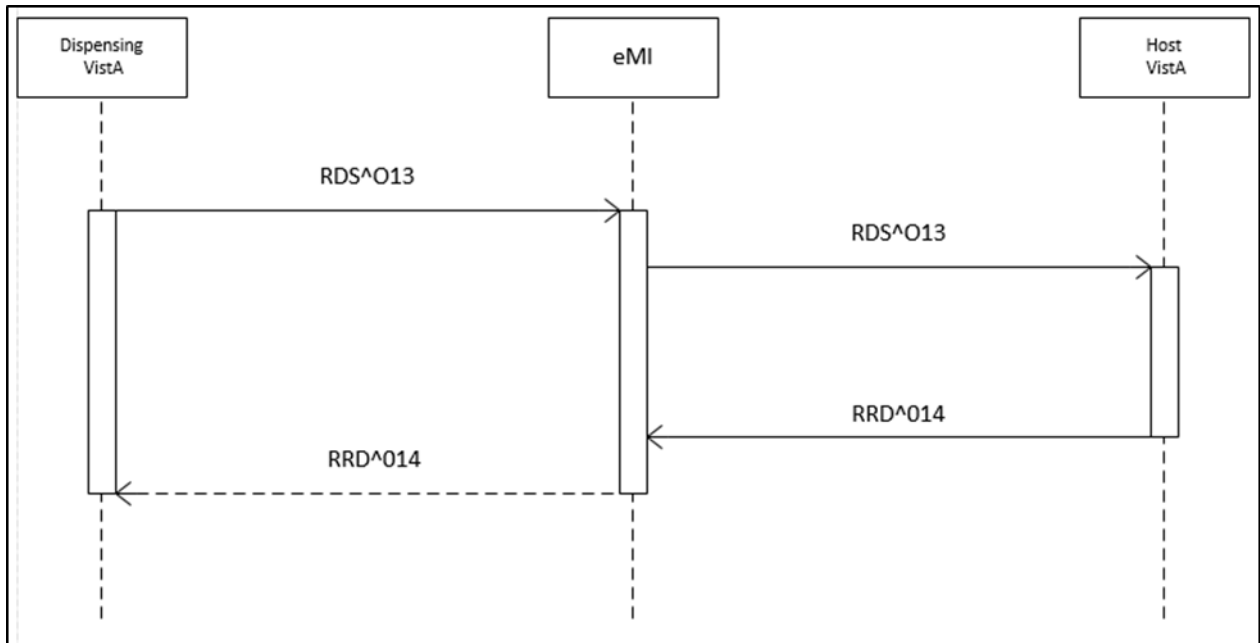 Dispensing
VistA
eMI
Host
VistA
RDS^O13
RDS^O13
RRD^014
RRD^014